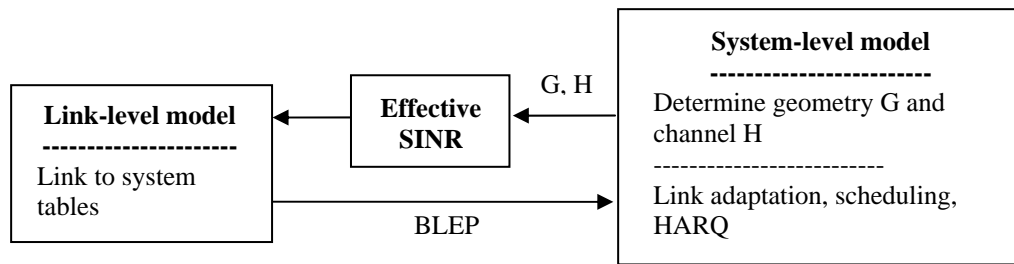 Link-level model
----------------------
Link to system
tables
Effective
SINR
G, H
BLEP
System-level model
-------------------------
Determine geometry G and
channel H
--------------------------
Link adaptation, scheduling,
HARQ